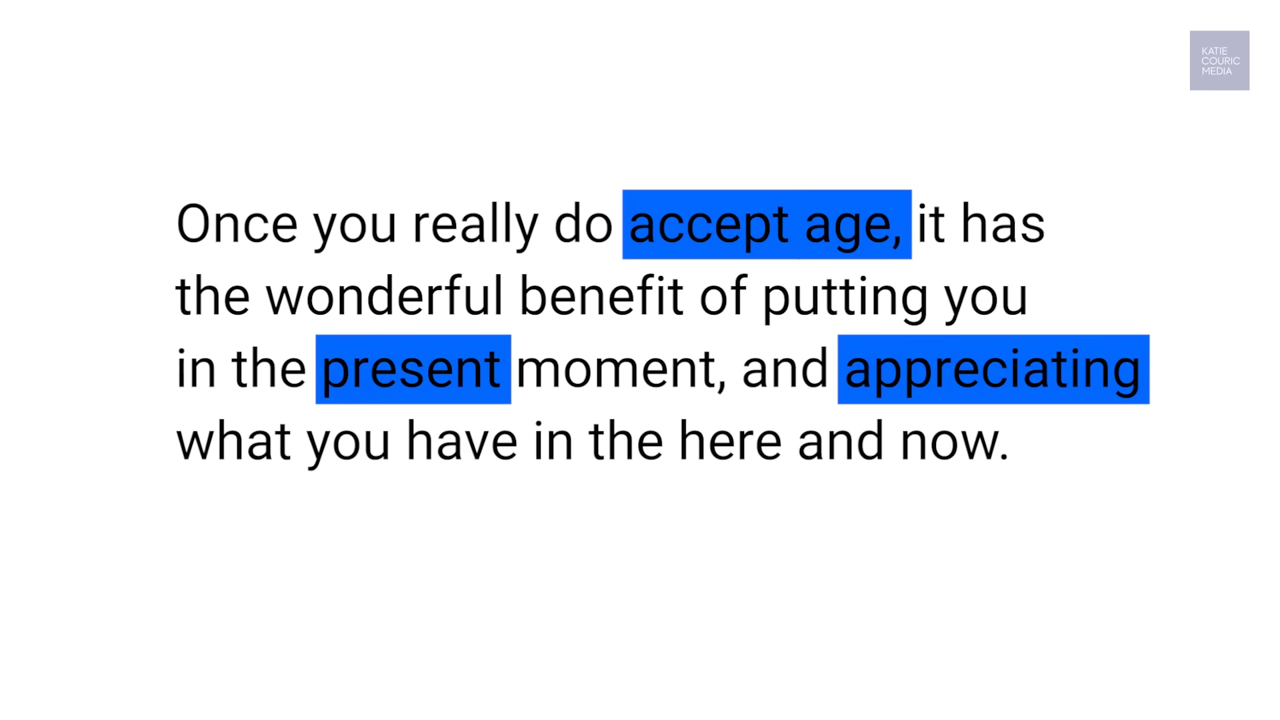 KATIE
COURIC
MEDIA
Once you really do accept age, it has
the wonderful benefit of putting you
in the present moment, and appreciating
what you have in the here and now.